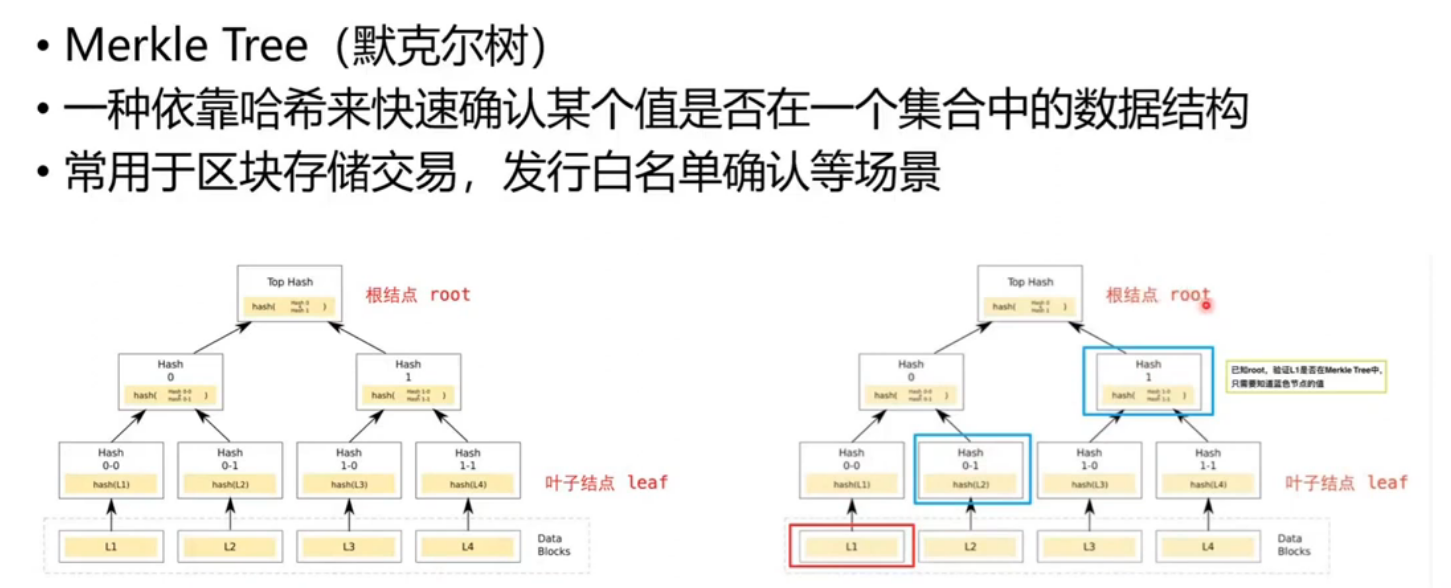 • Merkle Tree（默克尔树）
• 一种依靠哈希来快速确认某个值是否在一个集合中的数据结构
• 常用于区块存储交易，发行白名单确认等场景
Top Hash
hash( Hash 0 + Hash 1 )
根结点 root
Hash
0
hash( Hash 0-0 + Hash 0-1 )
Hash
1
hash( Hash 1-0 + Hash 1-1 )
Hash
0-0
hash(L1)
Hash
0-1
hash(L2)
Hash
1-0
hash(L3)
Hash
1-1
hash(L4)
叶子结点 leaf
L1
L2
L3
L4
Data
Blocks
Top Hash
hash( Hash 0 + Hash 1 )
根结点 root
Hash
0
hash( Hash 0-0 + Hash 0-1 )
Hash
1
hash( Hash 1-0 + Hash 1-1 )
已知root，验证L1是否在Merkle Tree中，
只需要知道蓝色节点的值
Hash
0-0
hash(L1)
Hash
0-1
hash(L2)
Hash
1-0
hash(L3)
Hash
1-1
hash(L4)
叶子结点 leaf
L1
L2
L3
L4
Data
Blocks